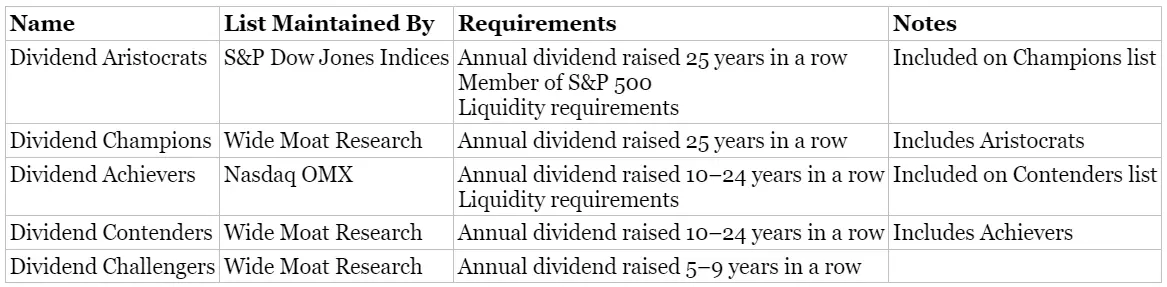 Name List Maintained By Requirements Notes
Dividend Aristocrats S&P Dow Jones Indices Annual dividend raised 25 years in a row Included on Champions list
Member of S&P 500
Liquidity requirements
Dividend Champions Wide Moat Research Annual dividend raised 25 years in a row Includes Aristocrats
Dividend Achievers Nasdaq OMX Annual dividend raised 10–24 years in a row Included on Contenders list
Liquidity requirements
Dividend Contenders Wide Moat Research Annual dividend raised 10–24 years in a row Includes Achievers
Dividend Challengers Wide Moat Research Annual dividend raised 5–9 years in a row